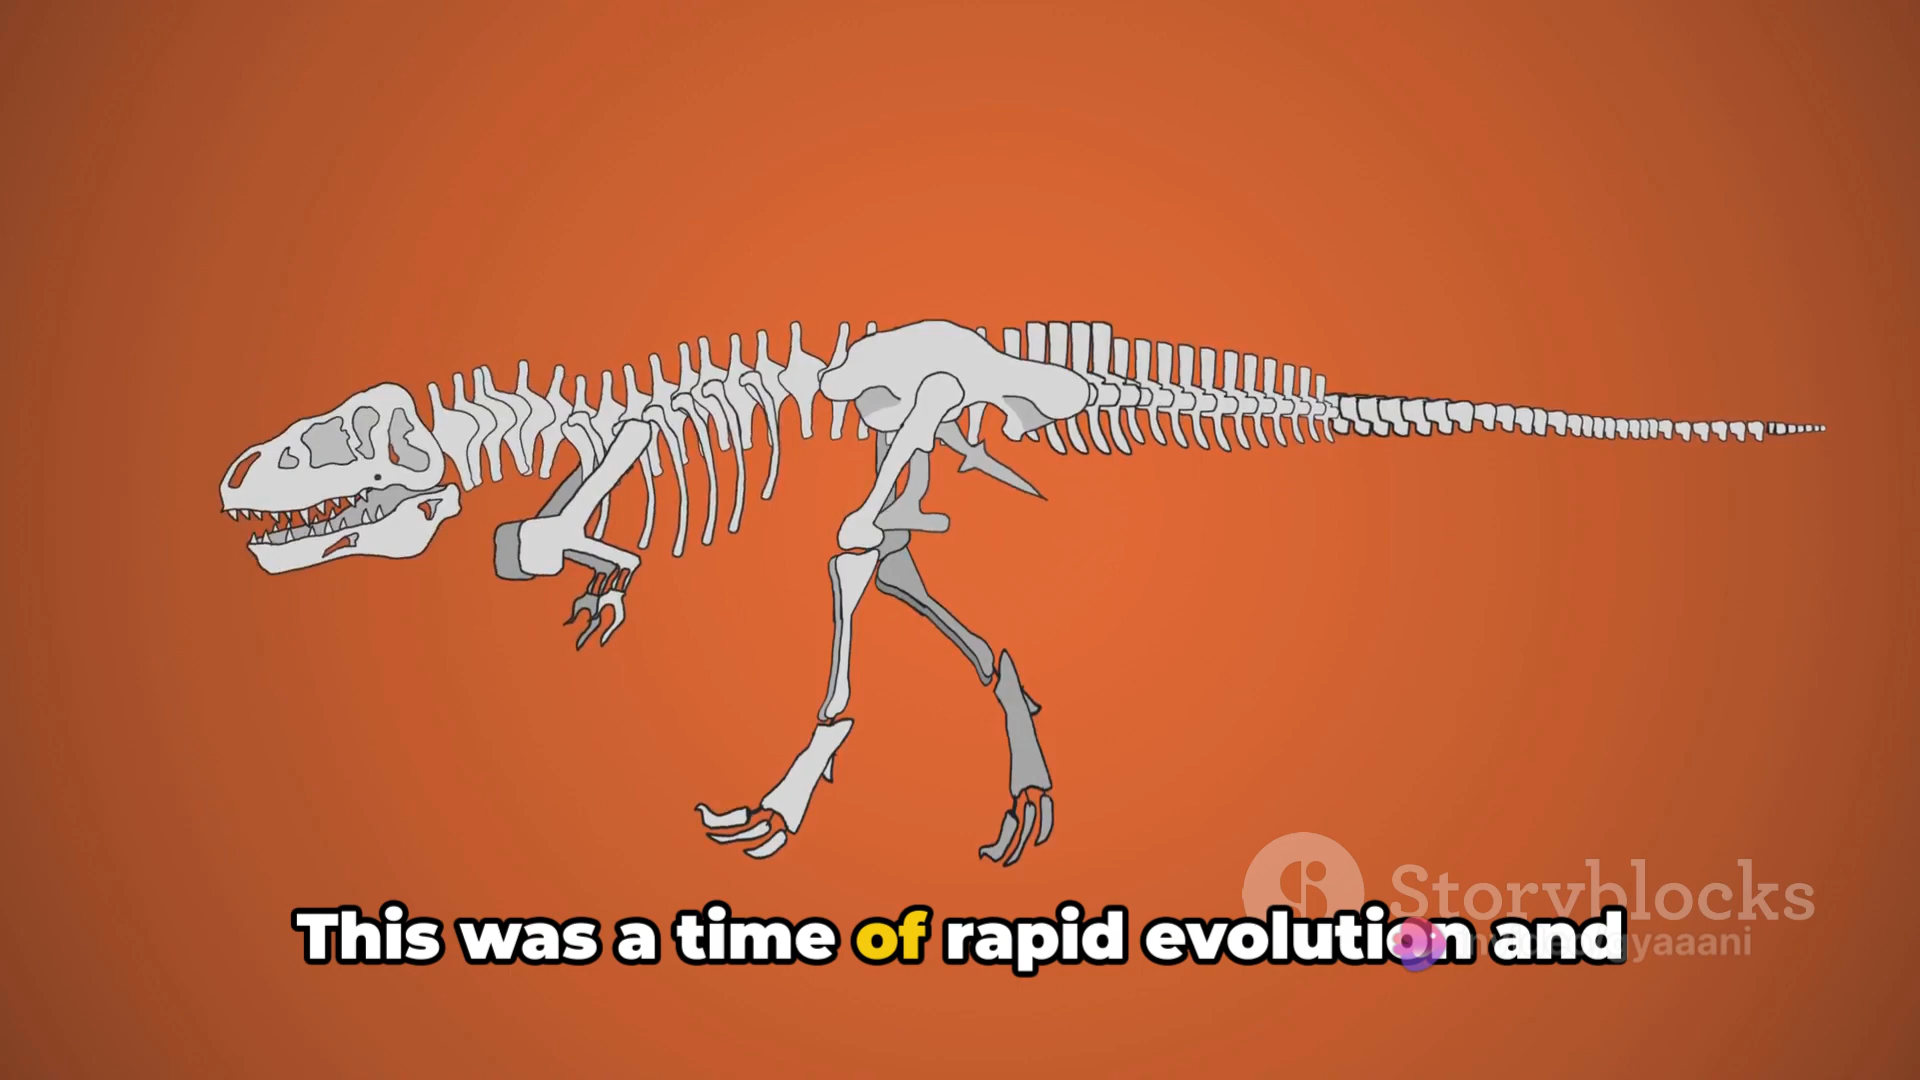 Storyblocks
This was a time of rapid evolution and